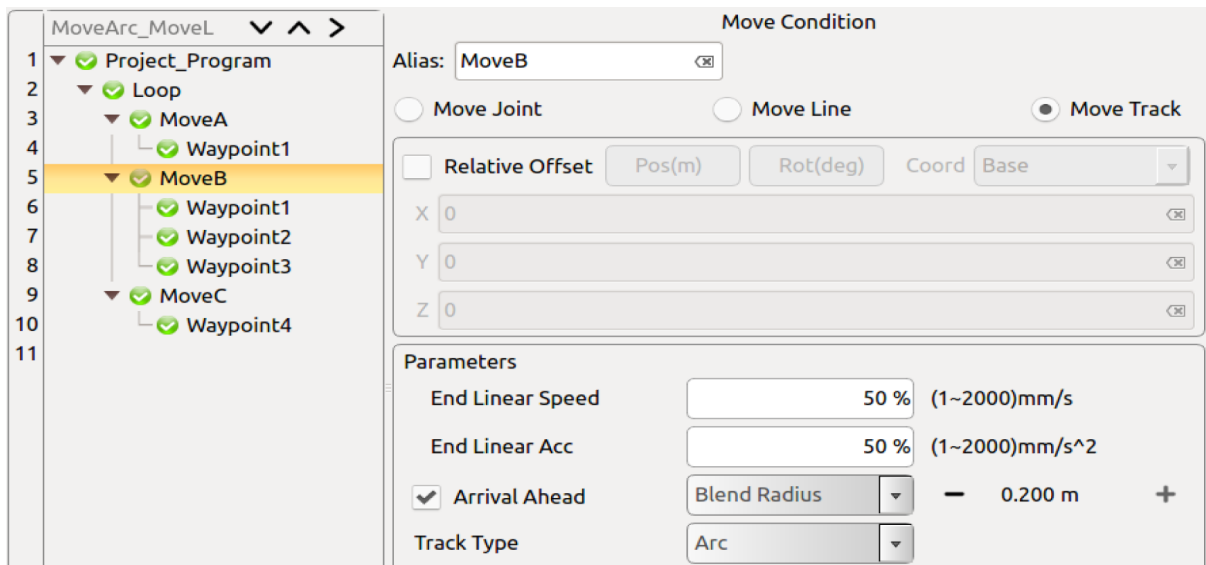 MoveArc_MoveL
1 Project_Program
2 Loop
3 MoveA
4 Waypoint1
5 MoveB
6 Waypoint1
7 Waypoint2
8 Waypoint3
9 MoveC
10 Waypoint4
11
Move Condition
Alias: MoveB
Move Joint Move Line Move Track
Relative Offset Pos(m) Rot(deg) Coord Base
X 0
Y 0
Z 0
Parameters
End Linear Speed 50 % (1~2000)mm/s
End Linear Acc 50 % (1~2000)mm/s^2
Arrival Ahead Blend Radius − 0.200 m +
Track Type Arc